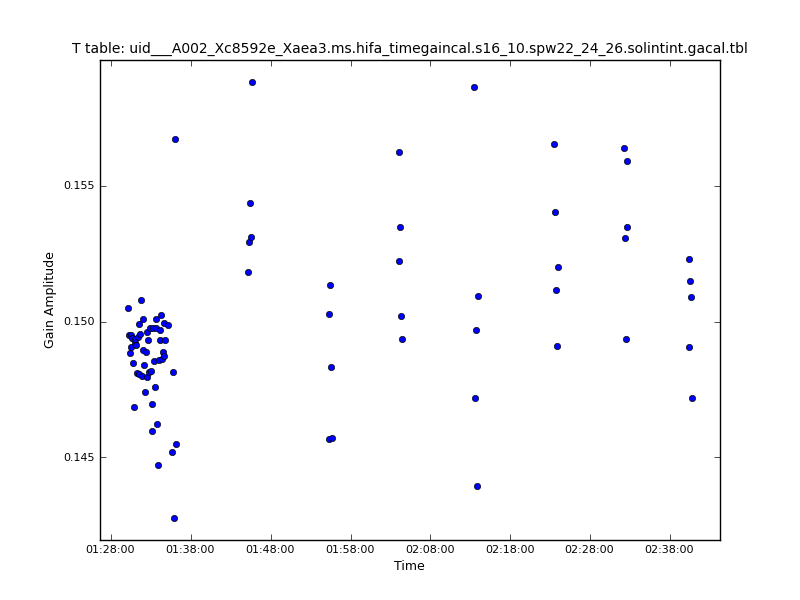 T table: uid___A002_Xc8592e_Xaea3.ms.hifa_timegaincal.s16_10.spw22_24_26.solintint.gacal.tbl
0.155
0.150
0.145
Gain Amplitude
01:28:00 01:38:00 01:48:00 01:58:00 02:08:00 02:18:00 02:28:00 02:38:00
Time